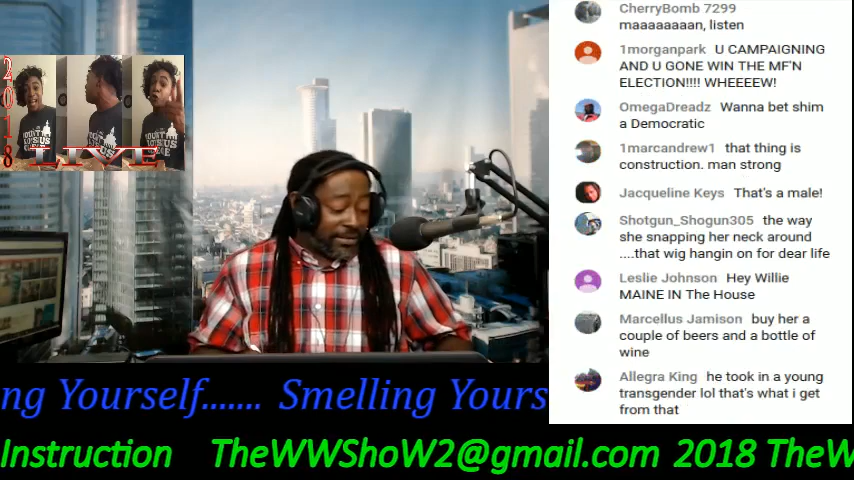 2018
LIVE
CherryBomb 7299
maaaaaaaan, listen
1morganpark U CAMPAIGNING
AND U GONE WIN THE MF'N
ELECTION!!!! WHEEEEW!
OmegaDreadz Wanna bet shim
a Democratic
1marcandrew1 that thing is
construction. man strong
Jacqueline Keys That's a male!
Shotgun_Shogun305 the way
she snapping her neck around
....that wig hangin on for dear life
Leslie Johnson Hey Willie
MAINE IN The House
Marcellus Jamison buy her a
couple of beers and a bottle of
wine
Allegra King he took in a young
transgender lol that's what i get
from that
ng Yourself....... Smelling Yours
Instruction TheWWShoW2@gmail.com 2018 TheW